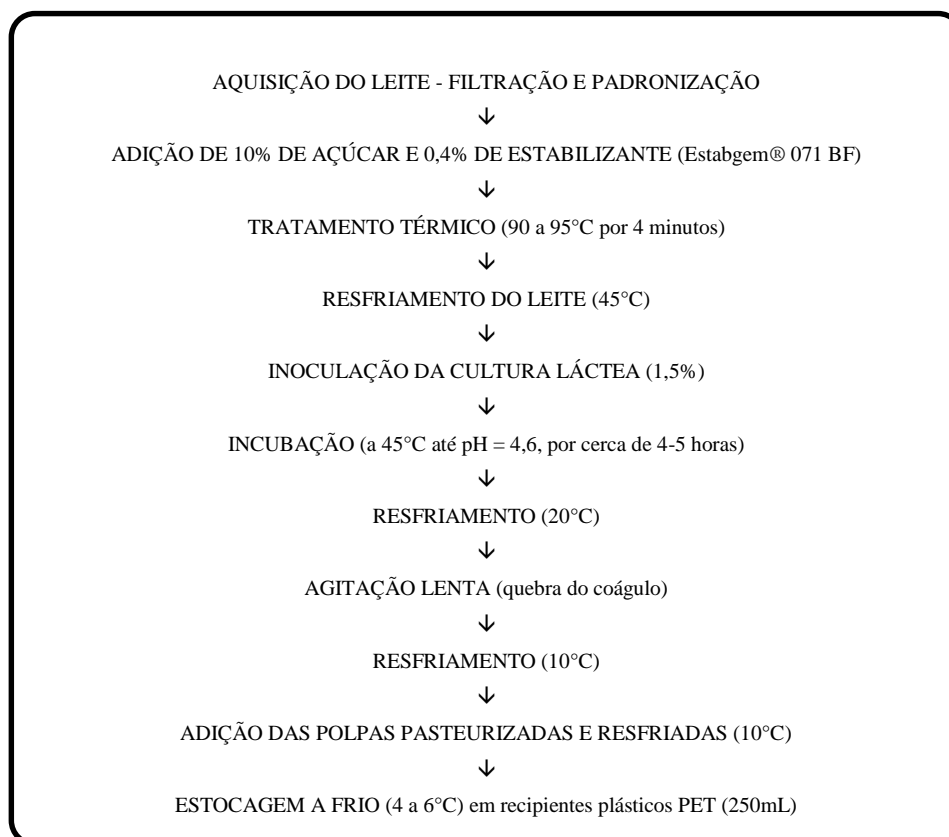 AQUISIÇÃO DO LEITE - FILTRAÇÃO E PADRONIZAÇÃO
ADIÇÃO DE 10% DE AÇÚCAR E 0,4% DE ESTABILIZANTE (Estabgem® 071 BF)
TRATAMENTO TÉRMICO (90 a 95°C por 4 minutos)
RESFRIAMENTO DO LEITE (45°C)
INOCULAÇÃO DA CULTURA LÁCTEA (1,5%)
INCUBAÇÃO (a 45°C até pH = 4,6, por cerca de 4-5 horas)
RESFRIAMENTO (20°C)
AGITAÇÃO LENTA (quebra do coágulo)
RESFRIAMENTO (10°C)
ADIÇÃO DAS POLPAS PASTEURIZADAS E RESFRIADAS (10°C)
ESTOCAGEM A FRIO (4 a 6°C) em recipientes plásticos PET (250mL)